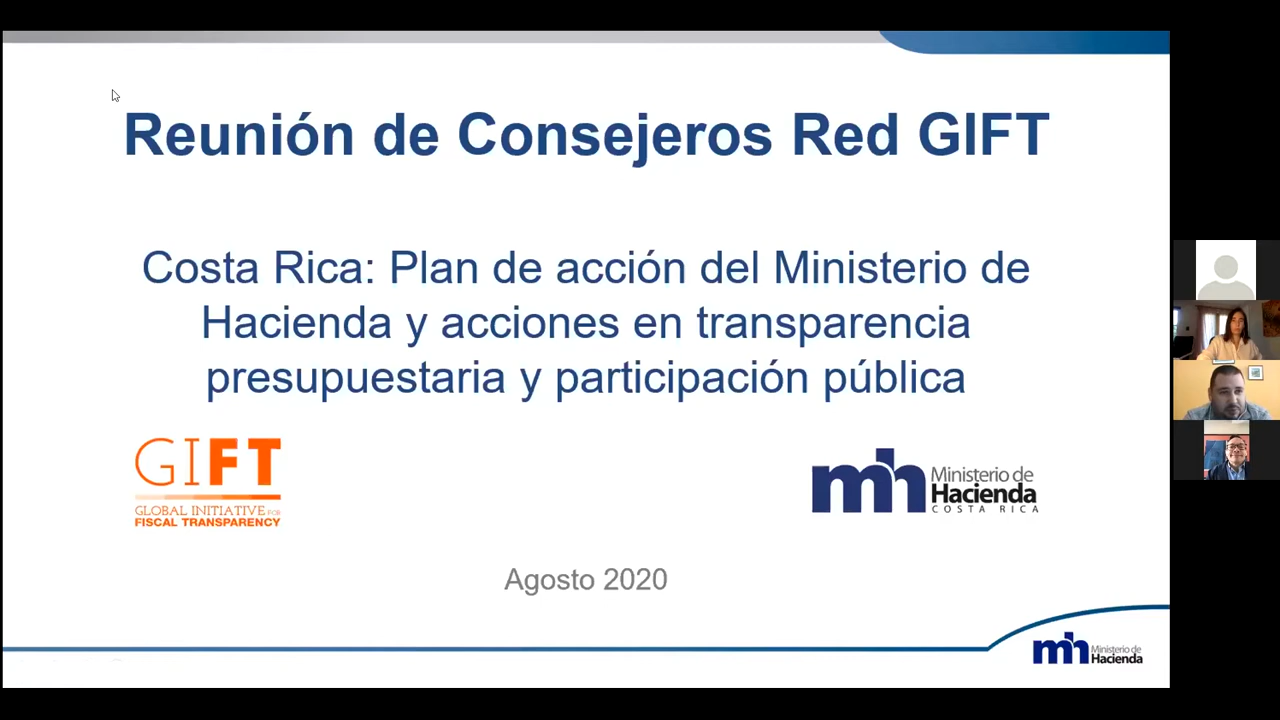 Reunión de Consejeros Red GIFT
Costa Rica: Plan de acción del Ministerio de
Hacienda y acciones en transparencia
presupuestaria y participación pública
GIFT
GLOBAL INITIATIVE FOR
FISCAL TRANSPARENCY
mh Ministerio de
Hacienda
COSTA RICA
Agosto 2020
mh Ministerio de
Hacienda